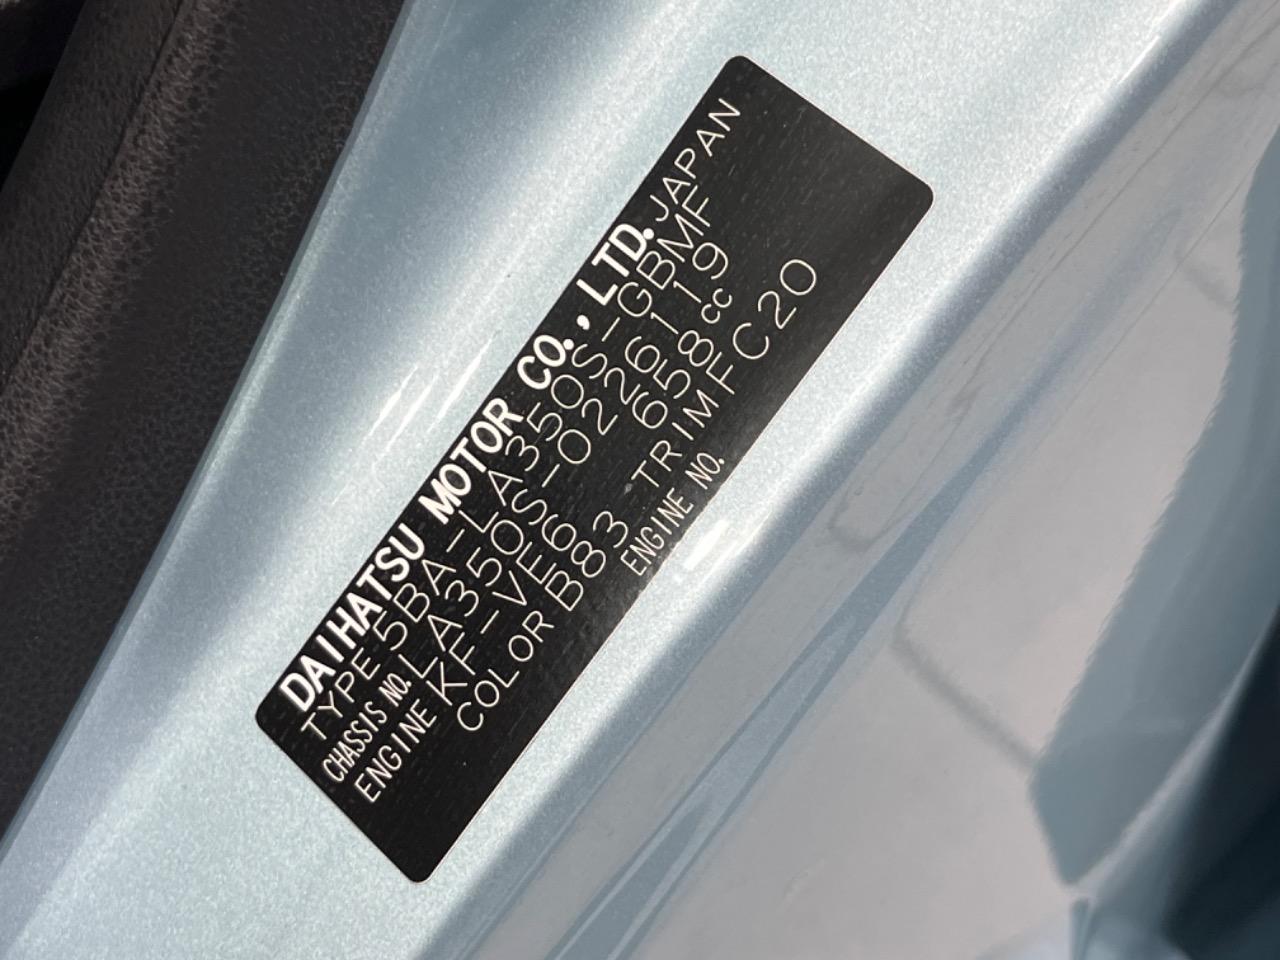 DAIHATSU MOTOR CO., LTD. JAPAN
TYPE 5BA-LA350S-GBMF
CHASSIS NO. LA350S-0226119
ENGINE KF-VE6 658cc
COLOR B83 TRIM FC20
ENGINE NO.